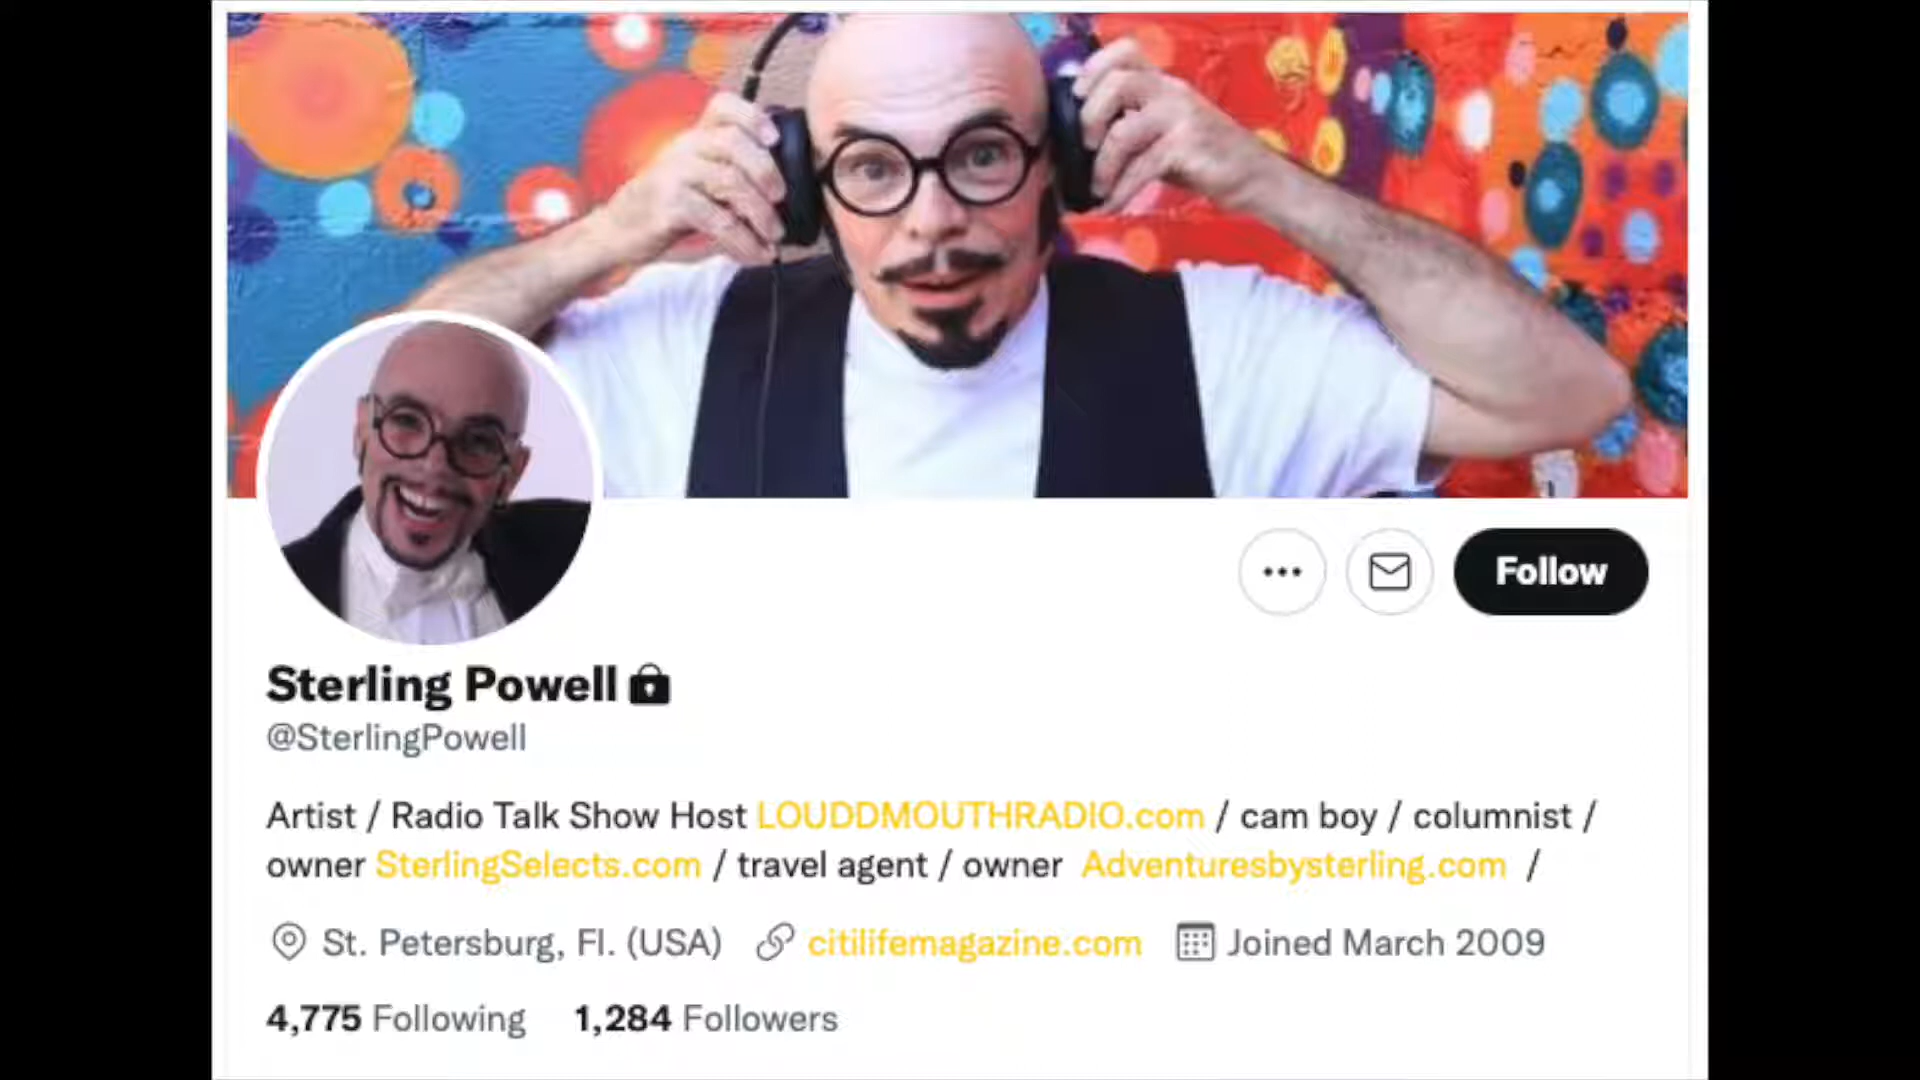 Follow
Sterling Powell
@SterlingPowell
Artist / Radio Talk Show Host LOUDDMOUTHRADIO.com / cam boy / columnist /
owner SterlingSelects.com / travel agent / owner Adventuresbysterling.com /
St. Petersburg, Fl. (USA) citilifemagazine.com Joined March 2009
4,775 Following 1,284 Followers